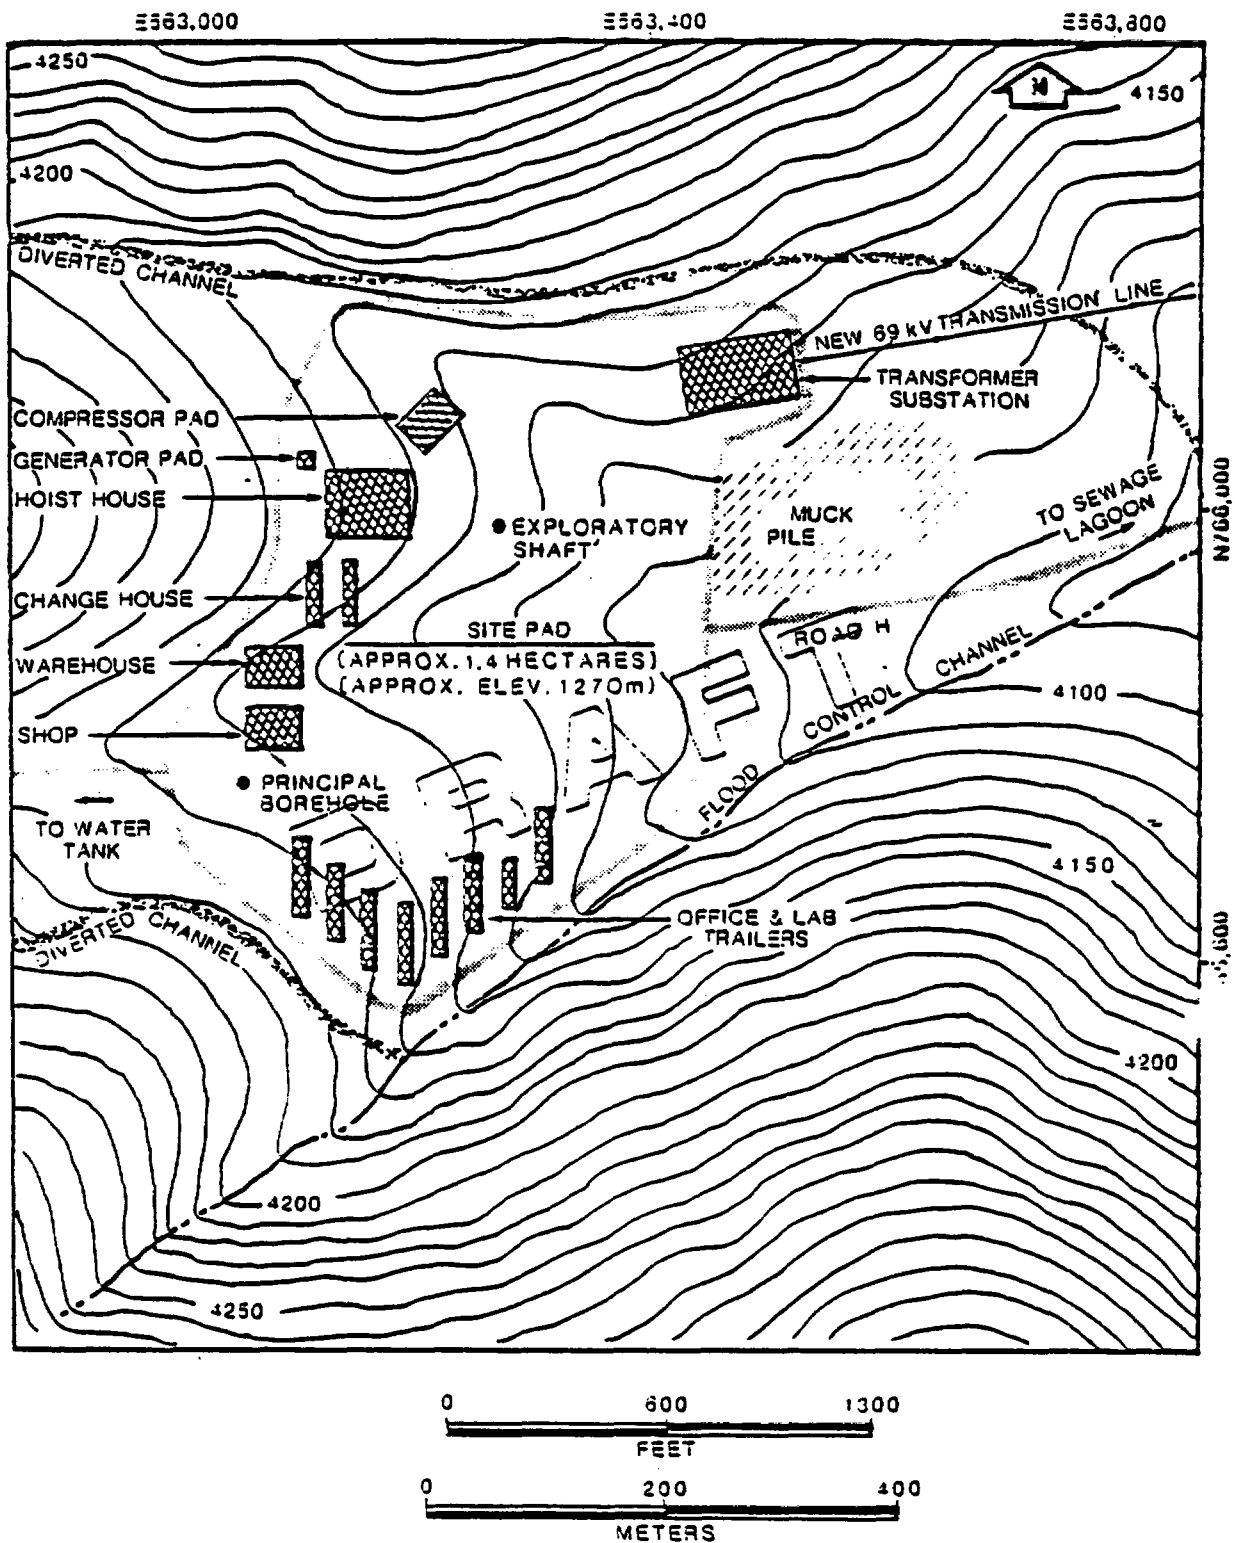 E563,000
E563,400
E563,800
4250
4150
N
4200
DIVERTED CHANNEL
NEW 69 kV TRANSMISSION LINE
TRANSFORMER
SUBSTATION
COMPRESSOR PAD
GENERATOR PAD
HOIST HOUSE
EXPLORATORY
SHAFT
MUCK
PILE
TO SEWAGE
LAGOON
N766,000
CHANGE HOUSE
SITE PAD
(APPROX. 1.4 HECTARES)
(APPROX. ELEV. 1270m)
ROAD H
WAREHOUSE
FLOOD CONTROL CHANNEL
4100
SHOP
PRINCIPAL
BOREHOLE
TO WATER
TANK
4150
DIVERTED CHANNEL
OFFICE & LAB
TRAILERS
,600
4200
4200
4250
0 600 1300
FEET
0 200 400
METERS